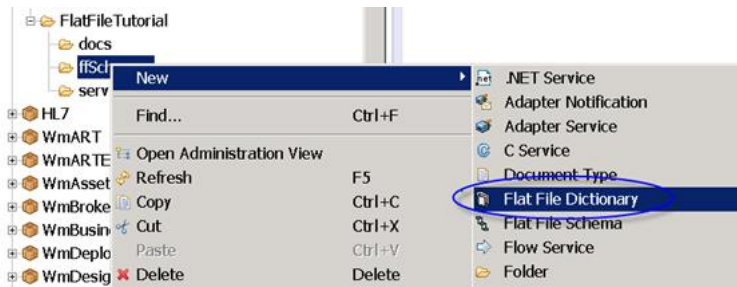 FlatFileTutorial
docs
ffSch
serv
HL7
WmART
WmARTE
WmAsset
WmBroke
WmBusin
WmDeplo
WmDesig
New
Find... Ctrl+F
Open Administration View
Refresh F5
Copy Ctrl+C
Cut Ctrl+X
Paste Ctrl+V
Delete Delete
.NET Service
Adapter Notification
Adapter Service
C Service
Document Type
Flat File Dictionary
Flat File Schema
Flow Service
Folder